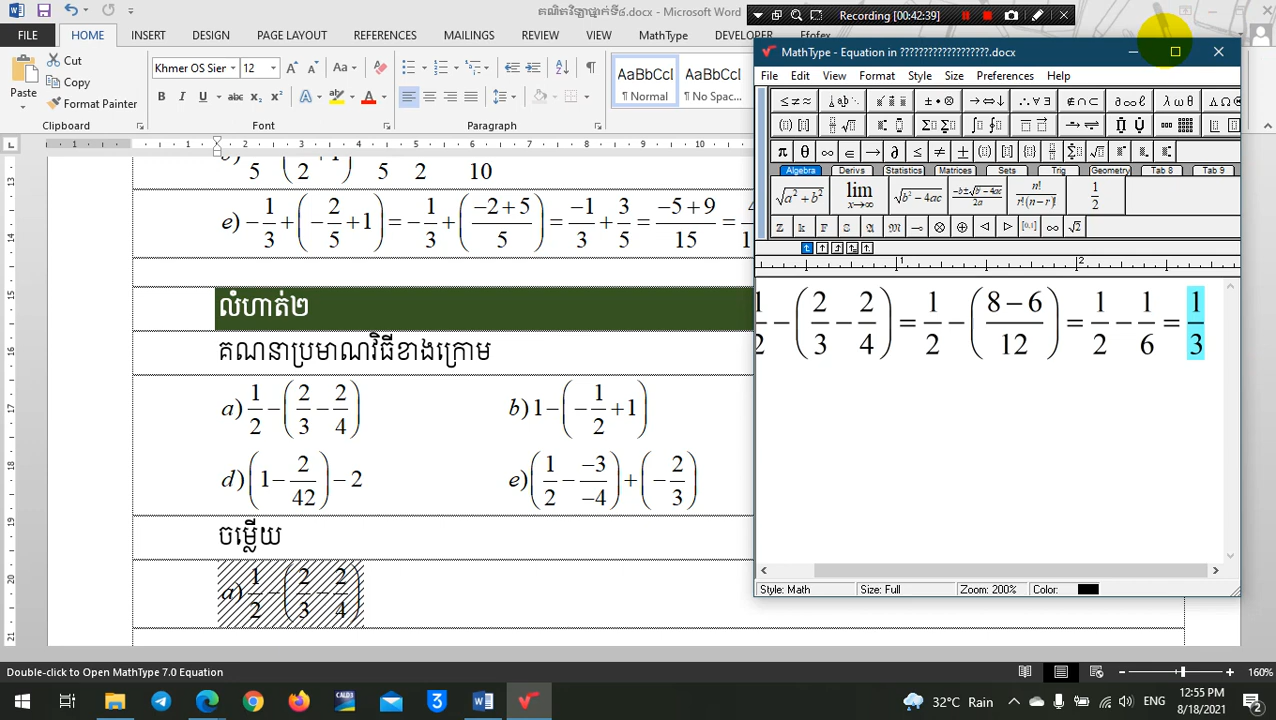 គណិតវិទ្យាថ្នាក់ទី៨.docx - Microsoft Word
Recording [00:42:39]
FILE HOME INSERT DESIGN PAGE LAYOUT REFERENCES MAILINGS REVIEW VIEW MathType DEVELOPER
MathType - Equation in ???????????????????.docx
File Edit View Format Style Size Preferences Help
Cut
Copy
Format Painter
Paste
Khmer OS Sier 12
AaBbCcI AaBbCcI
¶ Normal ¶ No Spac...
Clipboard Font Paragraph
Algebra Derivs Statistics Matrices Sets Trig Geometry Tab 8 Tab 9
e) -1/3 + (-2/5 + 1) = -1/3 + ((-2 + 5)/5) = -1/3 + 3/5 = (-5 + 9)/15 =
1/2 - (2/3 - 2/4) = 1/2 - ((8 - 6)/12) = 1/2 - 1/6 = 1/3
លំហាត់២
គណនាប្រមាណវិធីខាងក្រោម
a) 1/2 - (2/3 - 2/4) b) 1 - (-1/2 + 1)
d) (1 - 2/42) - 2 e) (1/2 - -3/-4) + (-2/3)
ចម្លើយ
a) 1/2 - (2/3 - 2/4)
Style: Math Size: Full Zoom: 200% Color:
Double-click to Open MathType 7.0 Equation
160%
32°C Rain
ENG
12:55 PM
8/18/2021